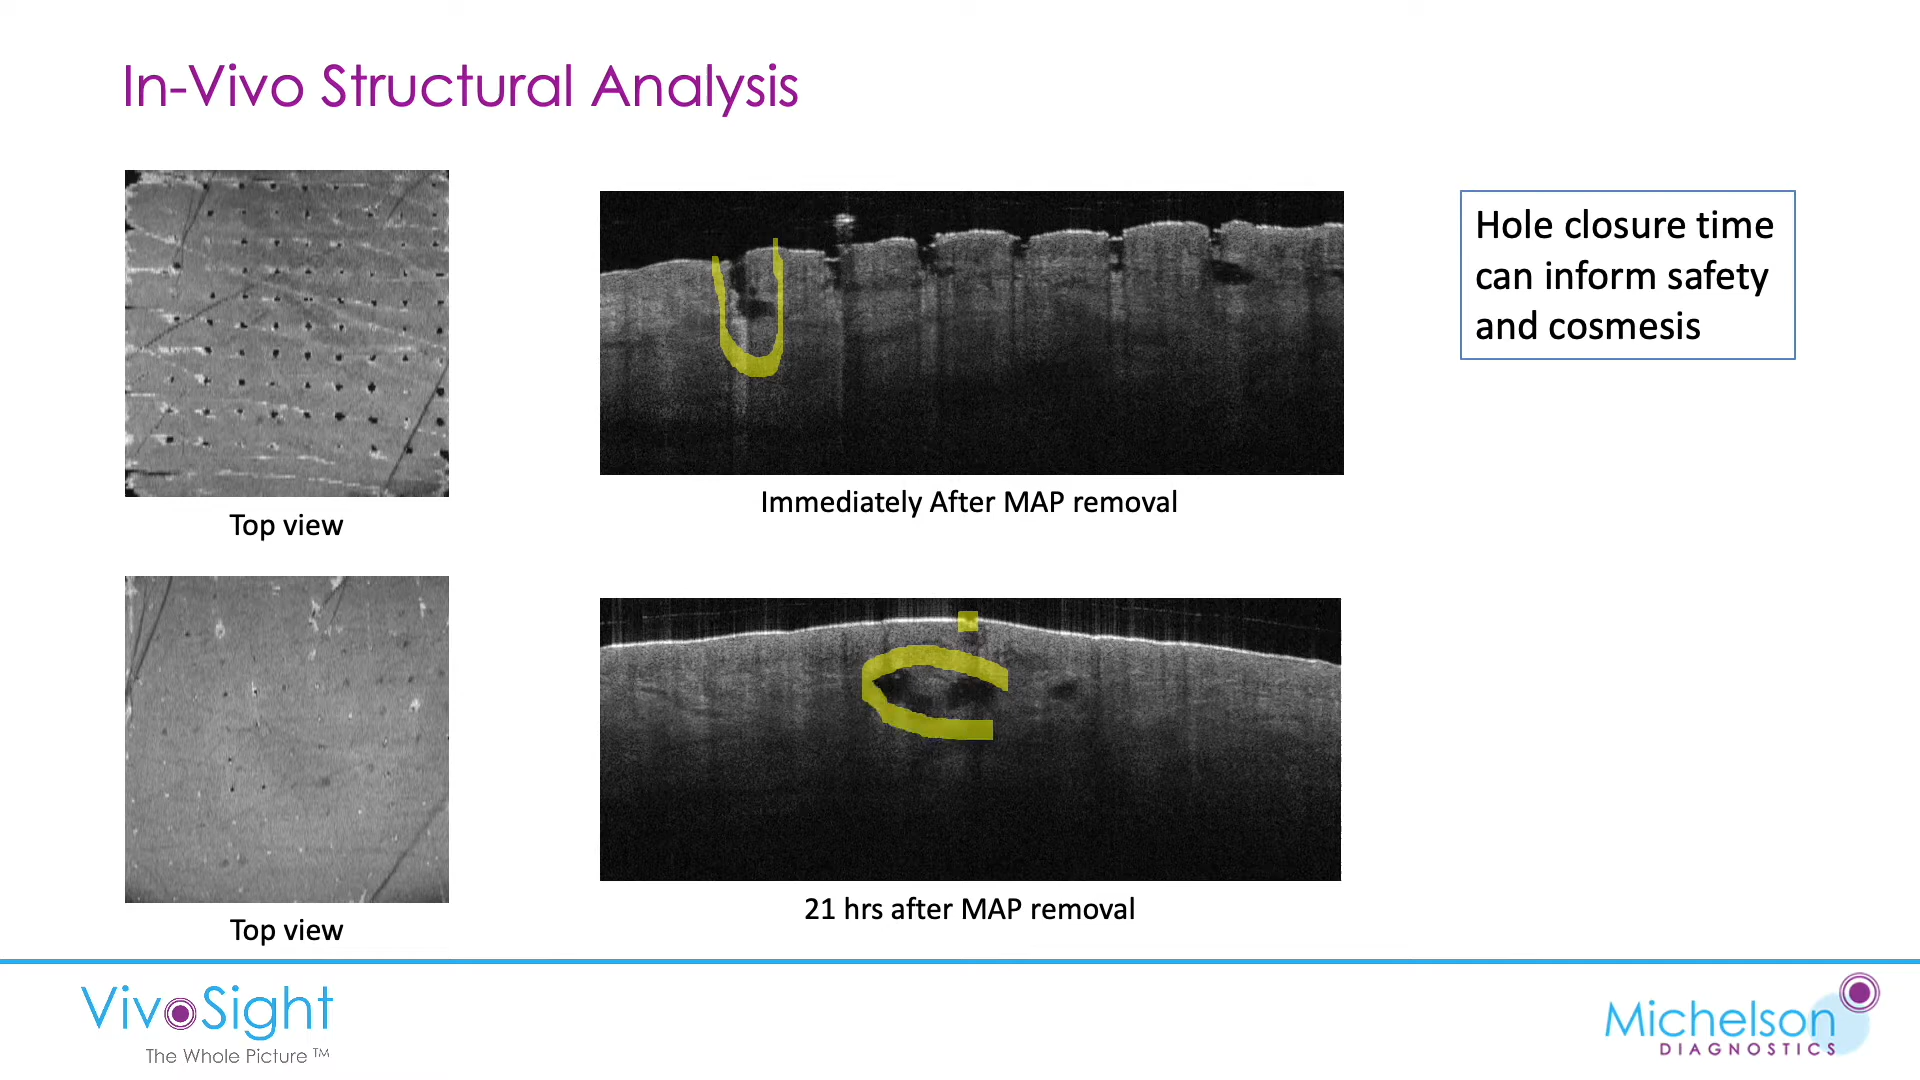 In-Vivo Structural Analysis
Top view
Immediately After MAP removal
Hole closure time
can inform safety
and cosmesis
Top view
21 hrs after MAP removal
VivoSight
The Whole Picture ™
Michelson
DIAGNOSTICS